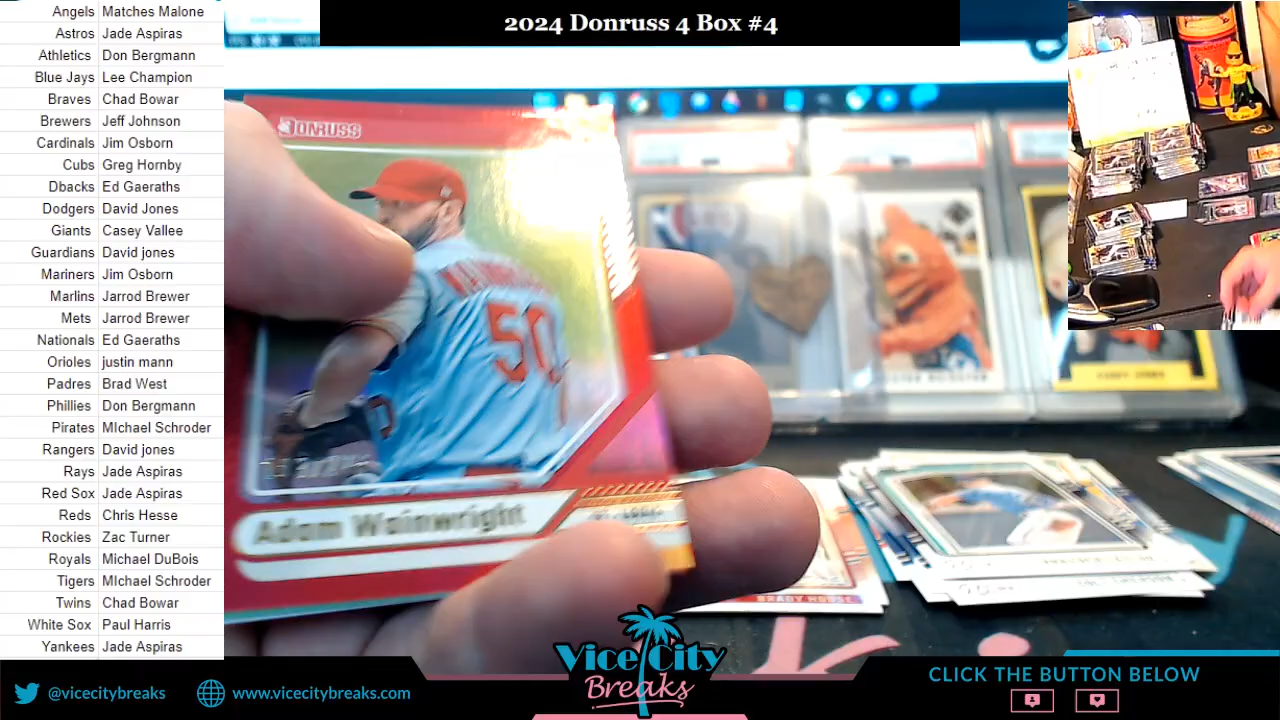 2024 Donruss 4 Box #4
Angels Matches Malone
Astros Jade Aspiras
Athletics Don Bergmann
Blue Jays Lee Champion
Braves Chad Bowar
Brewers Jeff Johnson
Cardinals Jim Osborn
Cubs Greg Hornby
Dbacks Ed Gaeraths
Dodgers David Jones
Giants Casey Vallee
Guardians David jones
Mariners Jim Osborn
Marlins Jarrod Brewer
Mets Jarrod Brewer
Nationals Ed Gaeraths
Orioles justin mann
Padres Brad West
Phillies Don Bergmann
Pirates MIchael Schroder
Rangers David jones
Rays Jade Aspiras
Red Sox Jade Aspiras
Reds Chris Hesse
Rockies Zac Turner
Royals Michael DuBois
Tigers MIchael Schroder
Twins Chad Bowar
White Sox Paul Harris
Yankees Jade Aspiras
DONRUSS
50
Adam Wainwright
BRADY HOUSE
Vice City
Breaks
@vicecitybreaks
www.vicecitybreaks.com
CLICK THE BUTTON BELOW